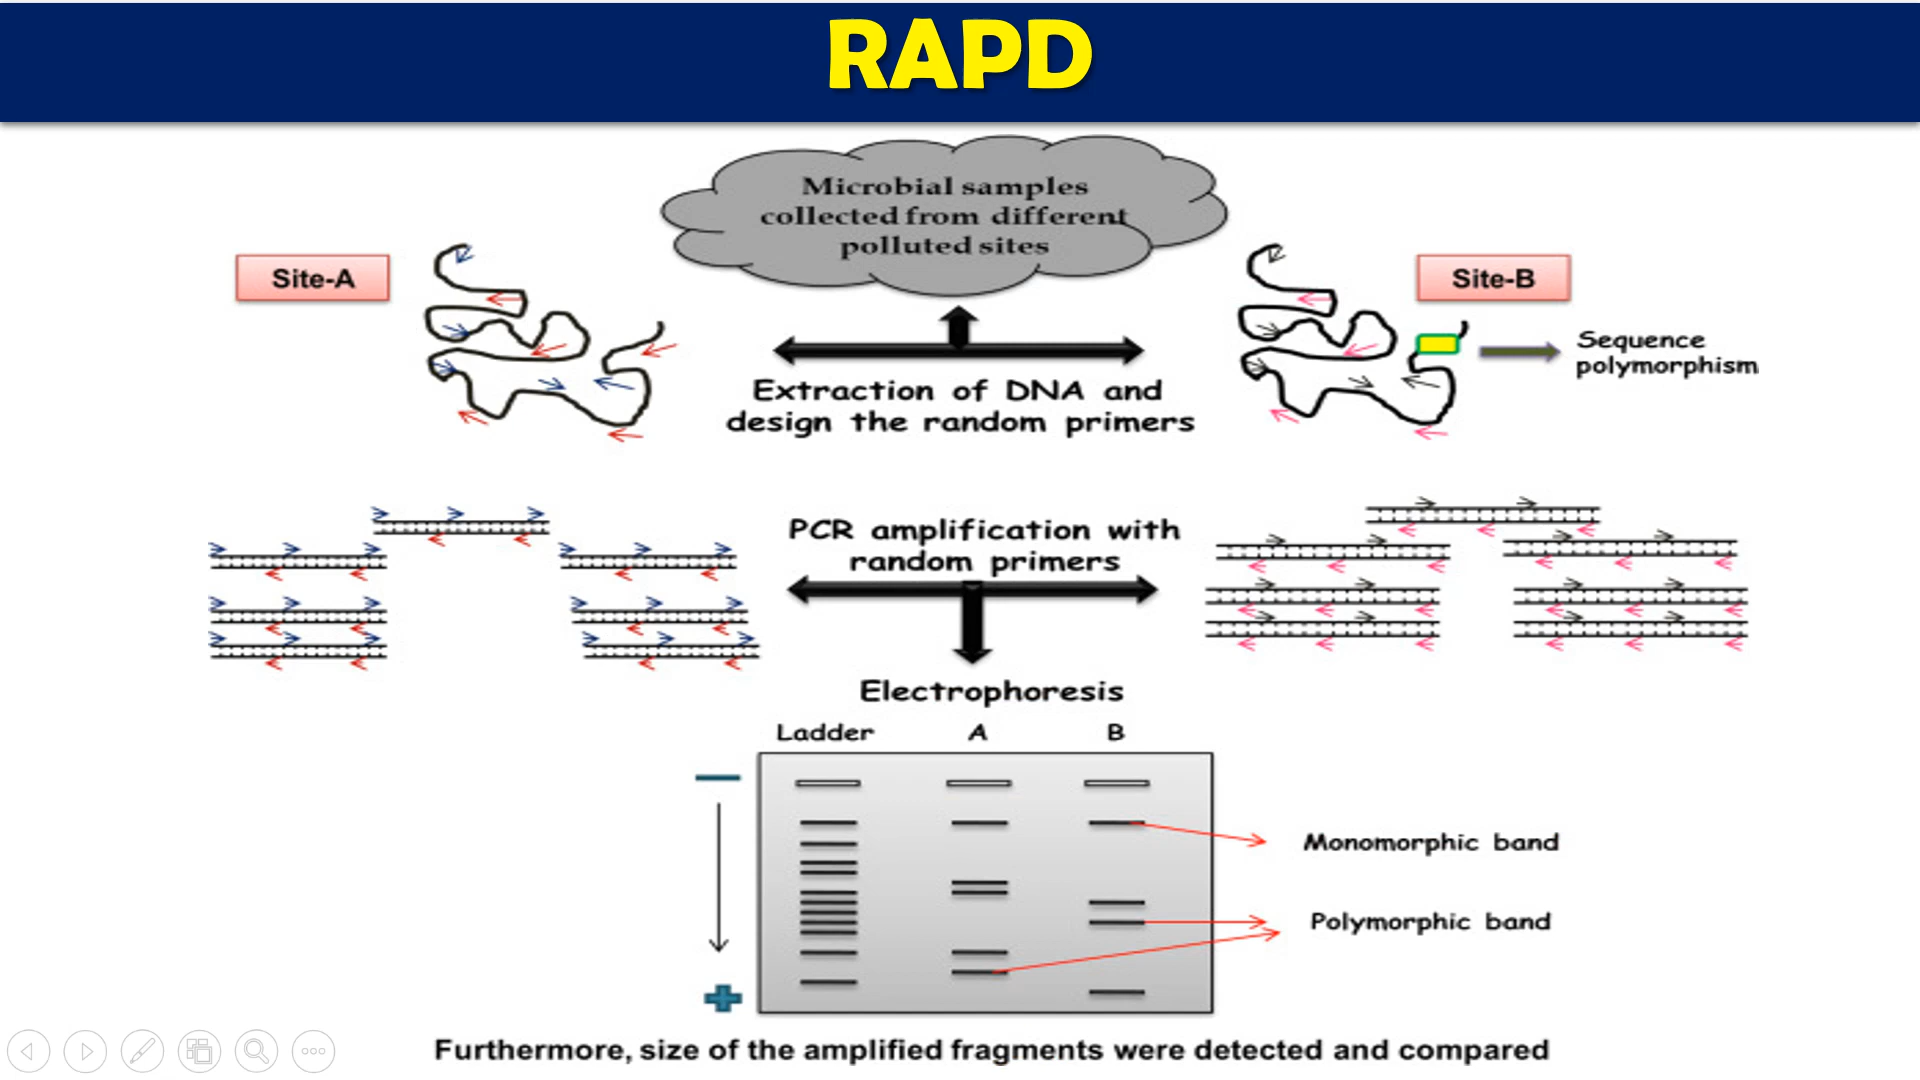 RAPD
Microbial samples
collected from different
polluted sites
Site-A
Site-B
Sequence
polymorphism
Extraction of DNA and
design the random primers
PCR amplification with
random primers
Electrophoresis
Ladder A B
Monomorphic band
Polymorphic band
Furthermore, size of the amplified fragments were detected and compared